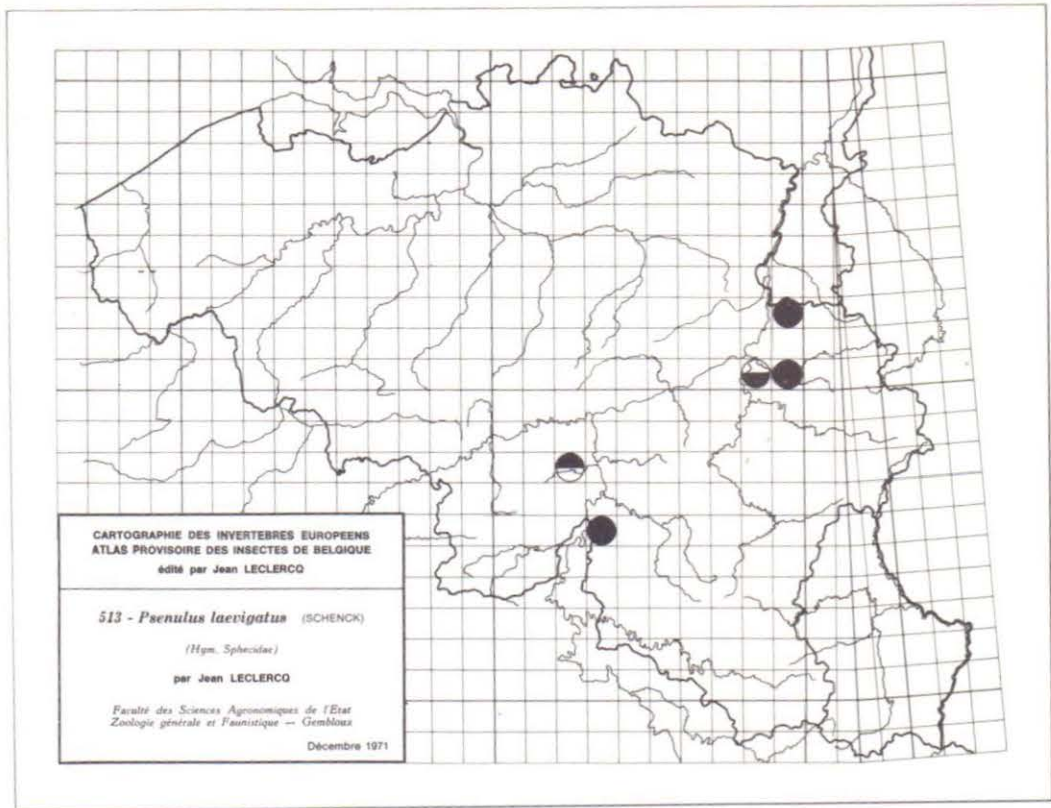 CARTOGRAPHIE DES INVERTEBRES EUROPEENS
ATLAS PROVISOIRE DES INSECTES DE BELGIQUE
édité par Jean LECLERCQ
513 - Psenulus laevigatus (SCHENCK)
(Hym. Sphecidae)
par Jean LECLERCQ
Faculté des Sciences Agronomiques de l'Etat
Zoologie générale et Faunistique — Gembloux
Décembre 1971